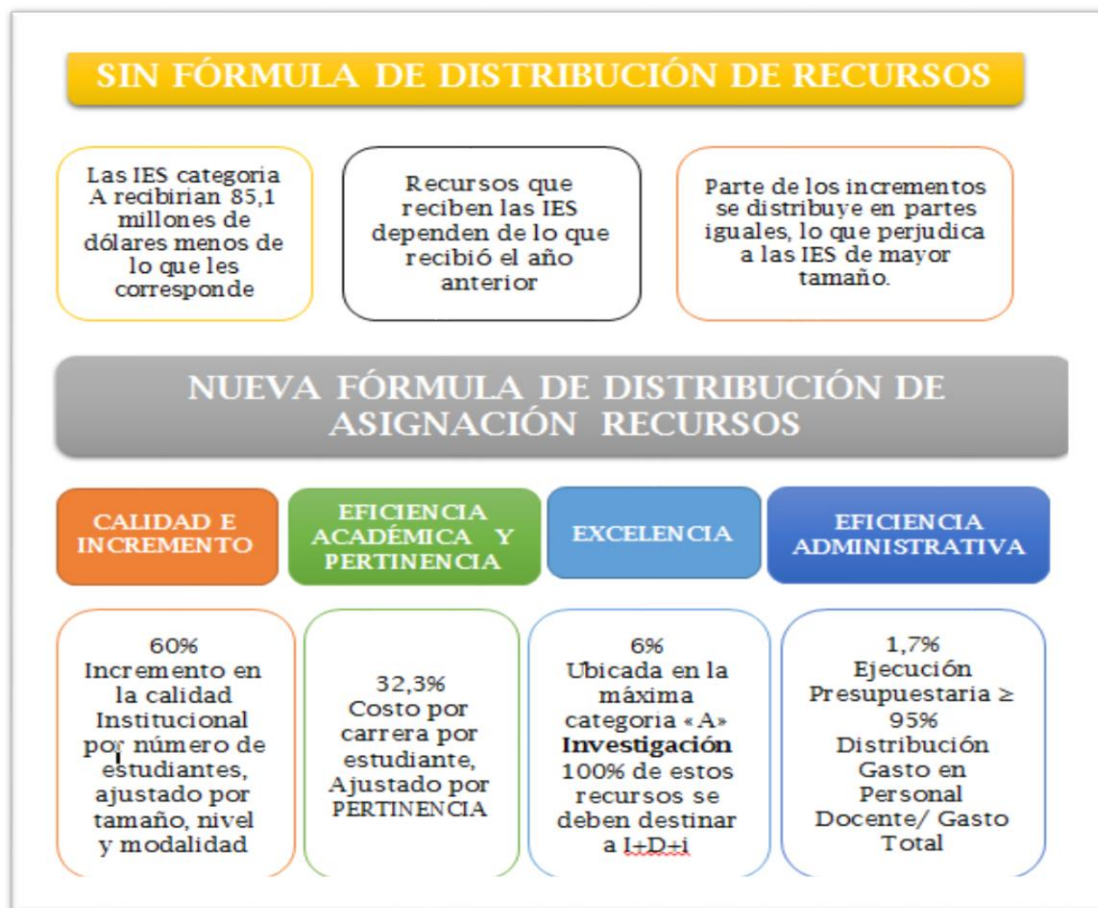 SIN FÓRMULA DE DISTRIBUCIÓN DE RECURSOS
Las IES categoria
A recibirian 85,1
millones de
dólares menos de
lo que les
corresponde
Recursos que
reciben las IES
dependen de lo que
recibió el año
anterior
Parte de los incrementos
se distribuye en partes
iguales, lo que perjudica
a las IES de mayor
tamaño.
NUEVA FÓRMULA DE DISTRIBUCIÓN DE
ASIGNACIÓN RECURSOS
CALIDAD E
INCREMENTO
EFICIENCIA
ACADÉMICA Y
PERTINENCIA
EXCELENCIA
EFICIENCIA
ADMINISTRATIVA
60%
Incremento en
la calidad
Institucional
por número de
estudiantes,
ajustado por
tamaño, nivel
y modalidad
32,3%
Costo por
carrera por
estudiante,
Ajustado por
PERTINENCIA
6%
Ubicada en la
máxima
categoria «A»
Investigación
100% de estos
recursos se
deben destinar
a I+D+i
1,7%
Ejecución
Presupuestaria ≥
95%
Distribución
Gasto en
Personal
Docente/ Gasto
Total